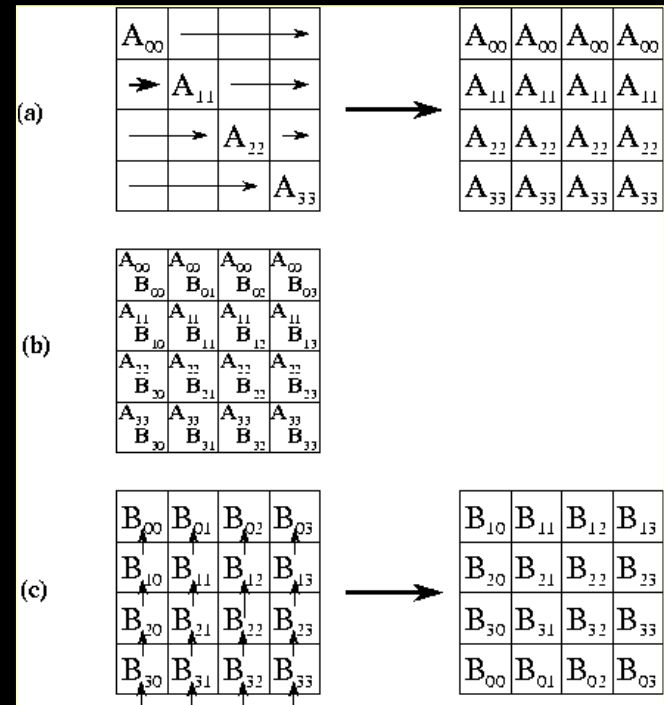 (a)
A₀₀ A₀₀ A₀₀ A₀₀ A₀₀
A₁₁ A₁₁ A₁₁ A₁₁ A₁₁
A₂₂ A₂₂ A₂₂ A₂₂ A₂₂
A₃₃ A₃₃ A₃₃ A₃₃ A₃₃
(b)
A₀₀ A₀₀ A₀₀ A₀₀
B₀₀ B₀₁ B₀₂ B₀₃
A₁₁ A₁₁ A₁₁ A₁₁
B₁₀ B₁₁ B₁₂ B₁₃
A₂₂ A₂₂ A₂₂ A₂₂
B₂₀ B₂₁ B₂₂ B₂₃
A₃₃ A₃₃ A₃₃ A₃₃
B₃₀ B₃₁ B₃₂ B₃₃
(c)
B₀₀ B₀₁ B₀₂ B₀₃ B₁₀ B₁₁ B₁₂ B₁₃
B₁₀ B₁₁ B₁₂ B₁₃ B₂₀ B₂₁ B₂₂ B₂₃
B₂₀ B₂₁ B₂₂ B₂₃ B₃₀ B₃₁ B₃₂ B₃₃
B₃₀ B₃₁ B₃₂ B₃₃ B₀₀ B₀₁ B₀₂ B₀₃